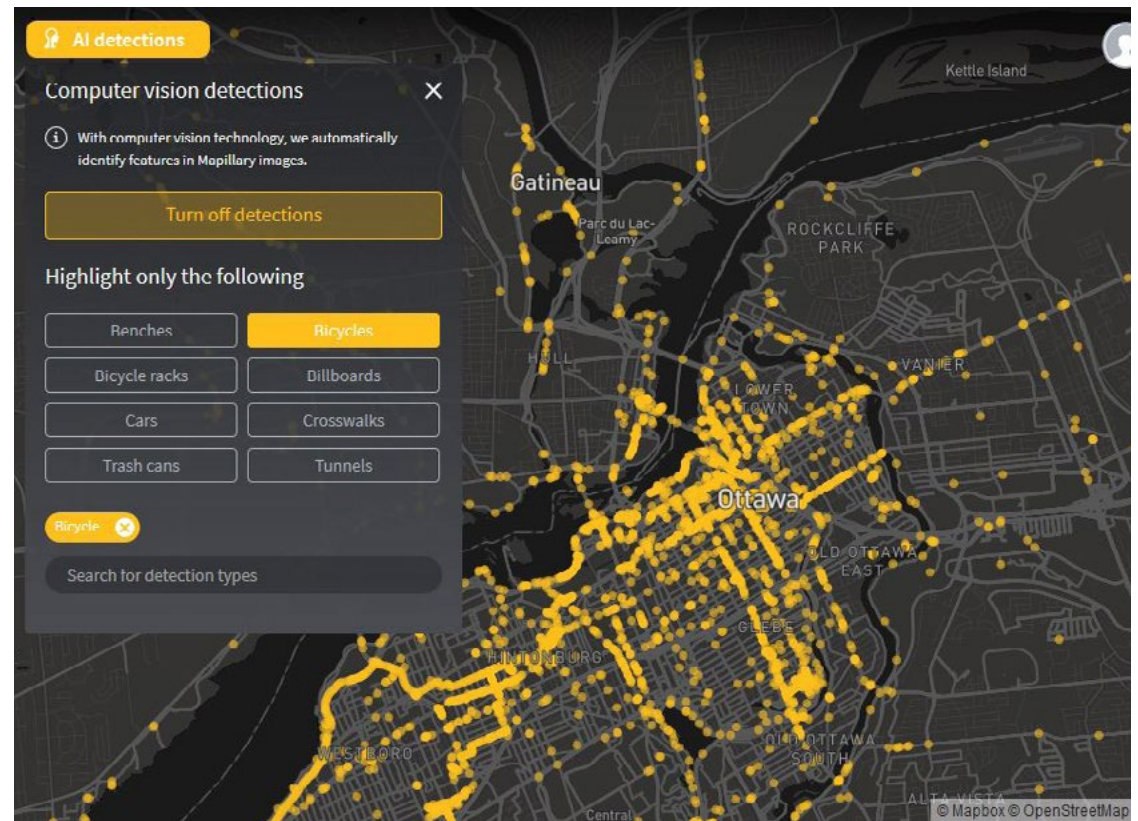 AI detections
Computer vision detections
With computer vision technology, we automatically
identify features in Mapillary images.
Turn off detections
Highlight only the following
Benches
Bicycles
Bicycle racks
Billboards
Cars
Crosswalks
Trash cans
Tunnels
Bicycle
Search for detection types
Kettle Island
Gatineau
Parc du Lac-
Leamy
ROCKCLIFFE
PARK
HULL
VANIER
LOWER
TOWN
Ottawa
OLD OTTAWA
EAST
GLEBE
HINTONBURG
WESTBORO
OLD OTTAWA
SOUTH
ALTA VISTA
Central
© Mapbox © OpenStreetMap